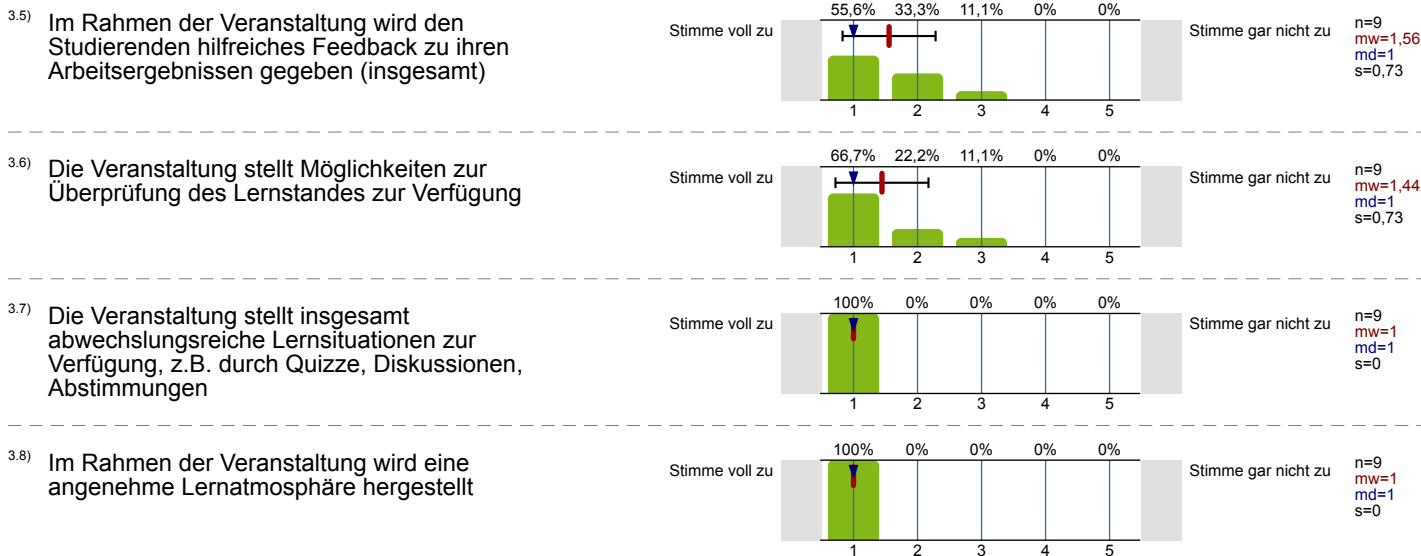 3.5) Im Rahmen der Veranstaltung wird den
Studierenden hilfreiches Feedback zu ihren
Arbeitsergebnissen gegeben (insgesamt)
Stimme voll zu
55,6% 33,3% 11,1% 0% 0%
1 2 3 4 5
Stimme gar nicht zu
n=9
mw=1,56
md=1
s=0,73
3.6) Die Veranstaltung stellt Möglichkeiten zur
Überprüfung des Lernstandes zur Verfügung
Stimme voll zu
66,7% 22,2% 11,1% 0% 0%
1 2 3 4 5
Stimme gar nicht zu
n=9
mw=1,44
md=1
s=0,73
3.7) Die Veranstaltung stellt insgesamt
abwechslungsreiche Lernsituationen zur
Verfügung, z.B. durch Quizze, Diskussionen,
Abstimmungen
Stimme voll zu
100% 0% 0% 0% 0%
1 2 3 4 5
Stimme gar nicht zu
n=9
mw=1
md=1
s=0
3.8) Im Rahmen der Veranstaltung wird eine
angenehme Lernatmosphäre hergestellt
Stimme voll zu
100% 0% 0% 0% 0%
1 2 3 4 5
Stimme gar nicht zu
n=9
mw=1
md=1
s=0